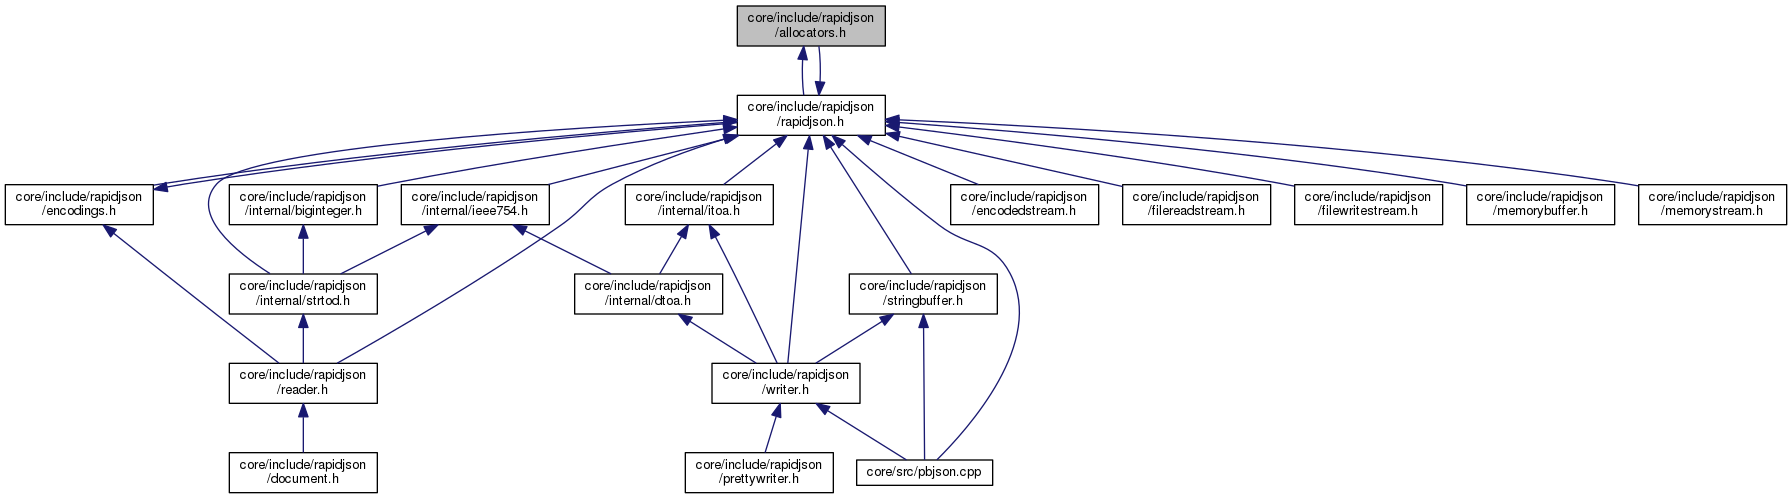 core/include/rapidjson
/allocators.h
core/include/rapidjson
/rapidjson.h
core/include/rapidjson
/encodings.h
core/include/rapidjson
/internal/biginteger.h
core/include/rapidjson
/internal/ieee754.h
core/include/rapidjson
/internal/itoa.h
core/include/rapidjson
/encodedstream.h
core/include/rapidjson
/filereadstream.h
core/include/rapidjson
/filewritestream.h
core/include/rapidjson
/memorybuffer.h
core/include/rapidjson
/memorystream.h
core/include/rapidjson
/internal/strtod.h
core/include/rapidjson
/internal/dtoa.h
core/include/rapidjson
/stringbuffer.h
core/include/rapidjson
/reader.h
core/include/rapidjson
/writer.h
core/include/rapidjson
/document.h
core/include/rapidjson
/prettywriter.h
core/src/pbjson.cpp